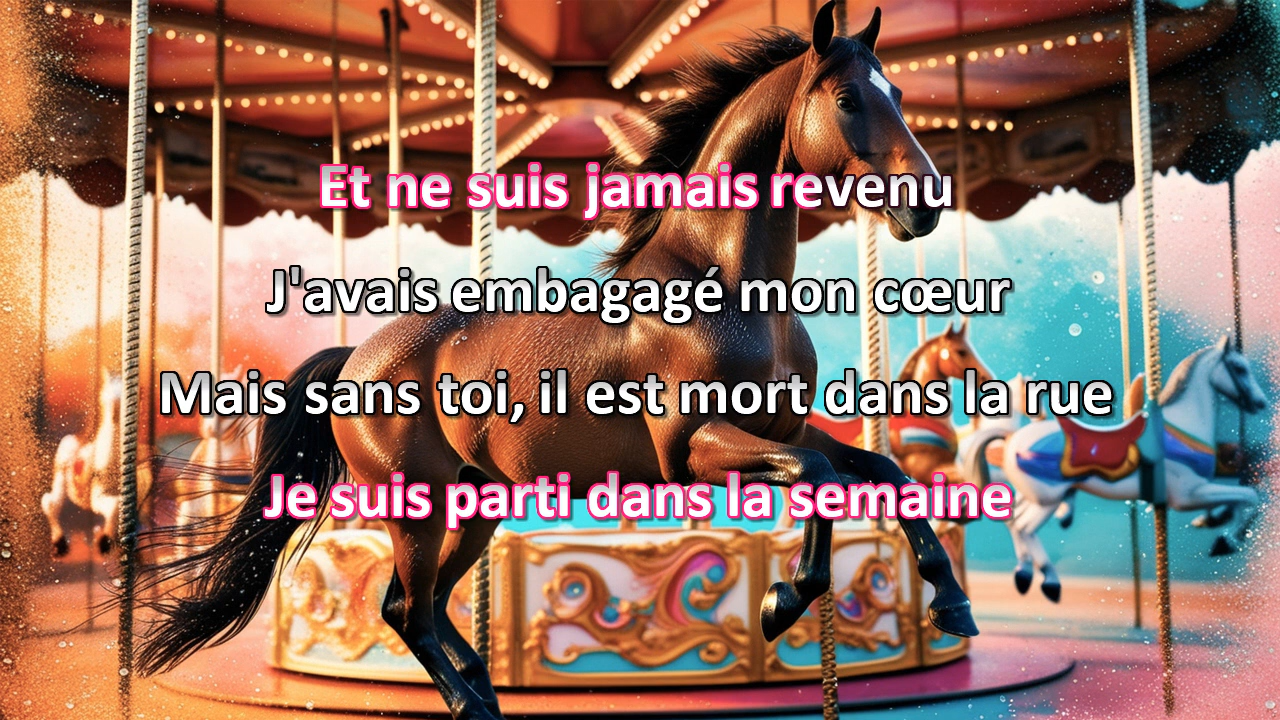 Et ne suis jamais revenu
J'avais embagagé mon cœur
Mais sans toi, il est mort dans la rue
Je suis parti dans la semaine